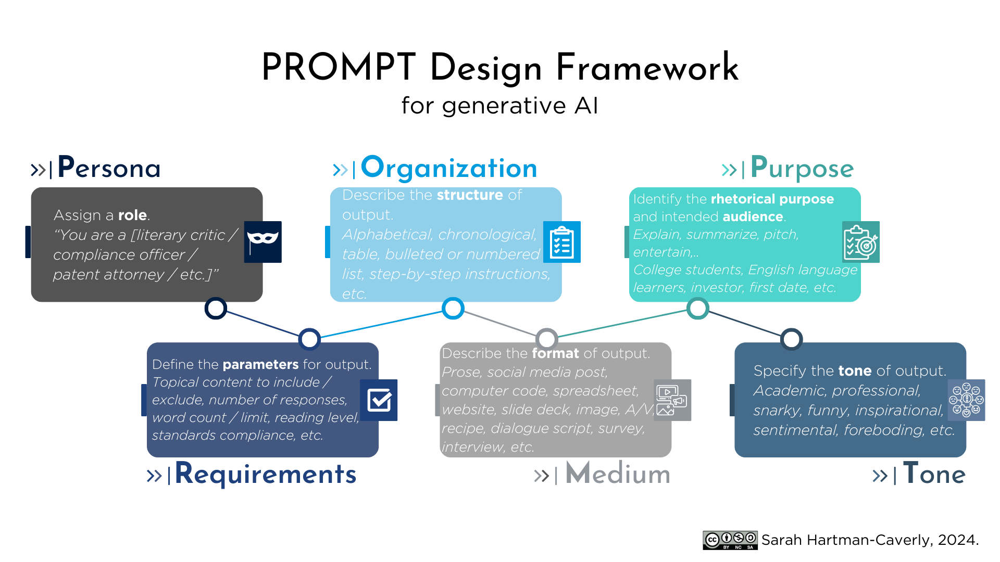 PROMPT Design Framework
for generative AI
»| Persona
Assign a role.
“You are a [literary critic /
compliance officer /
patent attorney / etc.]”
Define the parameters for output.
Topical content to include /
exclude, number of responses,
word count / limit, reading level,
standards compliance, etc.
»| Requirements
»| Organization
Describe the structure of
output.
Alphabetical, chronological,
table, bulleted or numbered
list, step-by-step instructions,
etc.
Describe the format of output.
Prose, social media post,
computer code, spreadsheet,
website, slide deck, image, A/V,
recipe, dialogue script, survey,
interview, etc.
»| Medium
»| Purpose
Identify the rhetorical purpose
and intended audience.
Explain, summarize, pitch,
entertain,..
College students, English language
learners, investor, first date, etc.
Specify the tone of output.
Academic, professional,
snarky, funny, inspirational,
sentimental, foreboding, etc.
»| Tone
cc BY NC SA Sarah Hartman-Caverly, 2024.